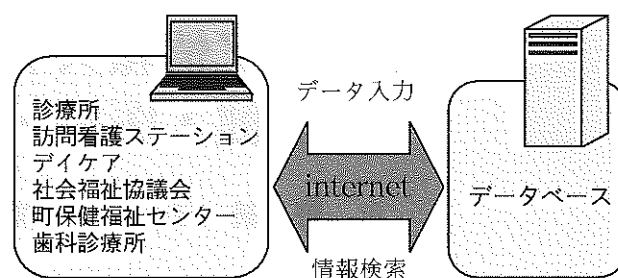 診療所
訪問看護ステーション
デイケア
社会福祉協議会
町保健福祉センター
歯科診療所
データ入力
internet
情報検索
データベース